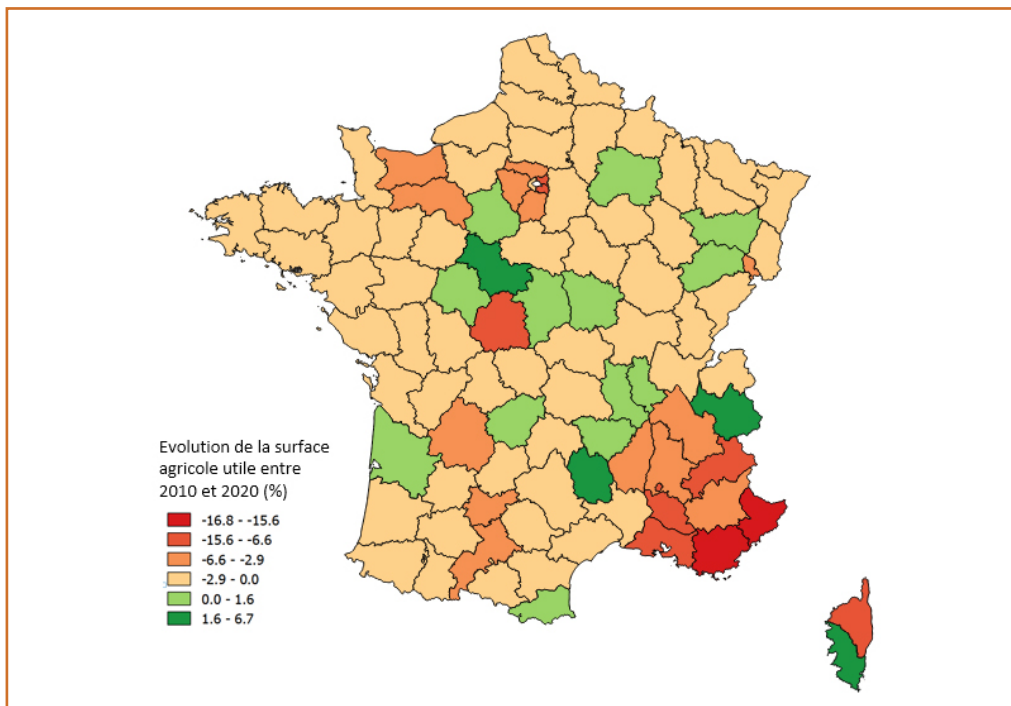 Evolution de la surface
agricole utile entre
2010 et 2020 (%)
-16.8 - -15.6
-15.6 - -6.6
-6.6 - -2.9
-2.9 - 0.0
0.0 - 1.6
1.6 - 6.7